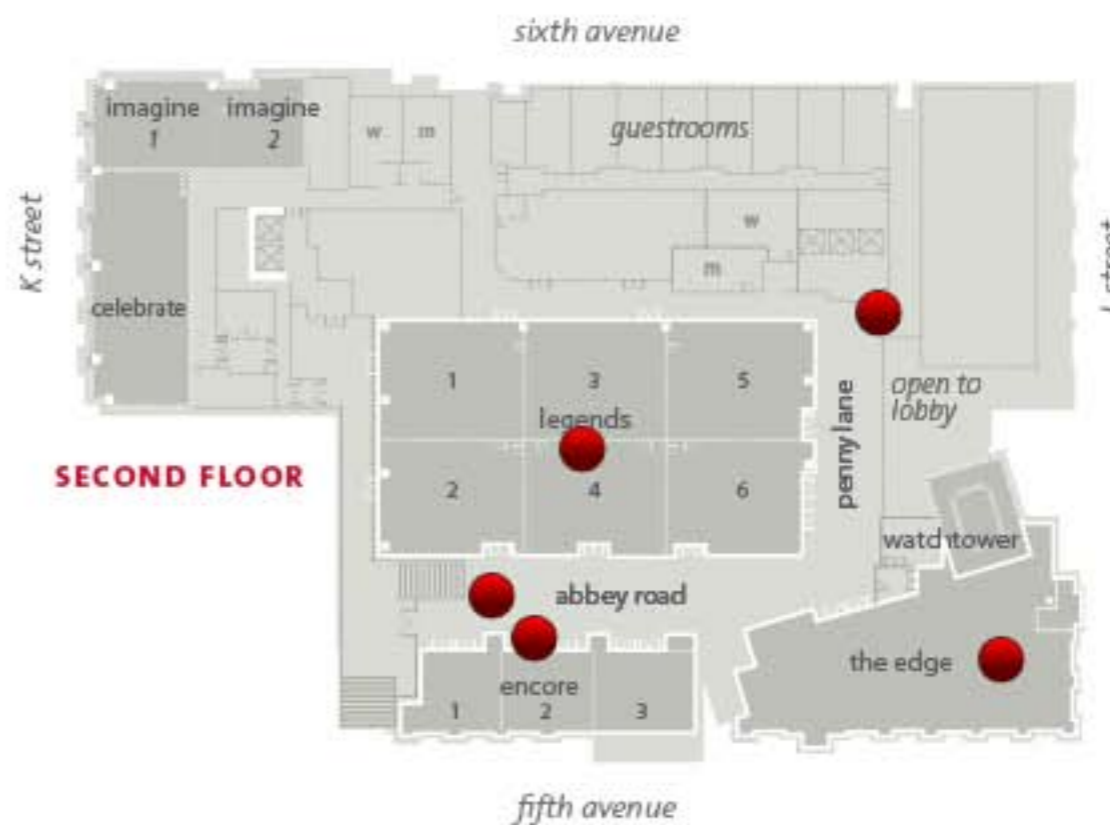 sixth avenue
imagine
1
imagine
2
w
m
guestrooms
K street
w
m
celebrate
1
3
5
legends
open to
lobby
penny lane
SECOND FLOOR
2
4
6
watchtower
abbey road
the edge
encore
1
2
3
fifth avenue
street